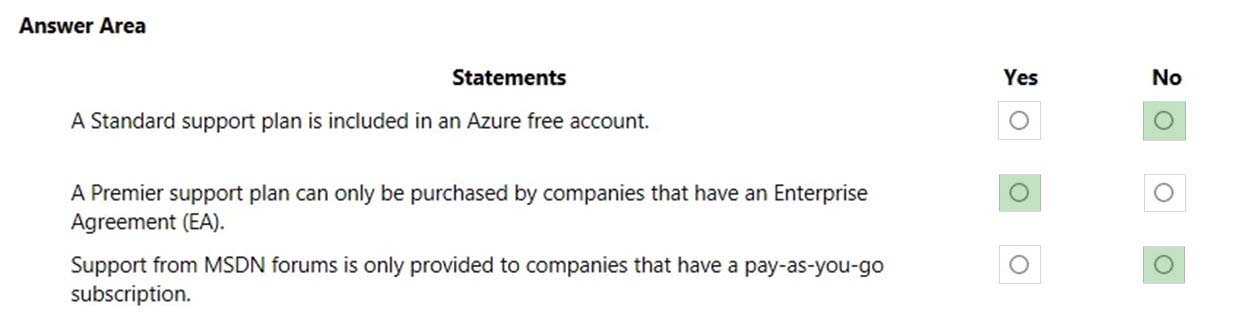 Answer Area
Statements Yes No
A Standard support plan is included in an Azure free account.
A Premier support plan can only be purchased by companies that have an Enterprise
Agreement (EA).
Support from MSDN forums is only provided to companies that have a pay-as-you-go
subscription.